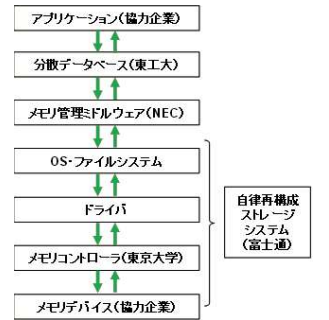 アプリケーション(協力企業)
分散データベース(東工大)
メモリ管理ミドルウェア(NEC)
OS・ファイルシステム
ドライバ
メモリコントローラ(東京大学)
メモリデバイス(協力企業)
自律再構成
ストレージ
システム
(富士通)